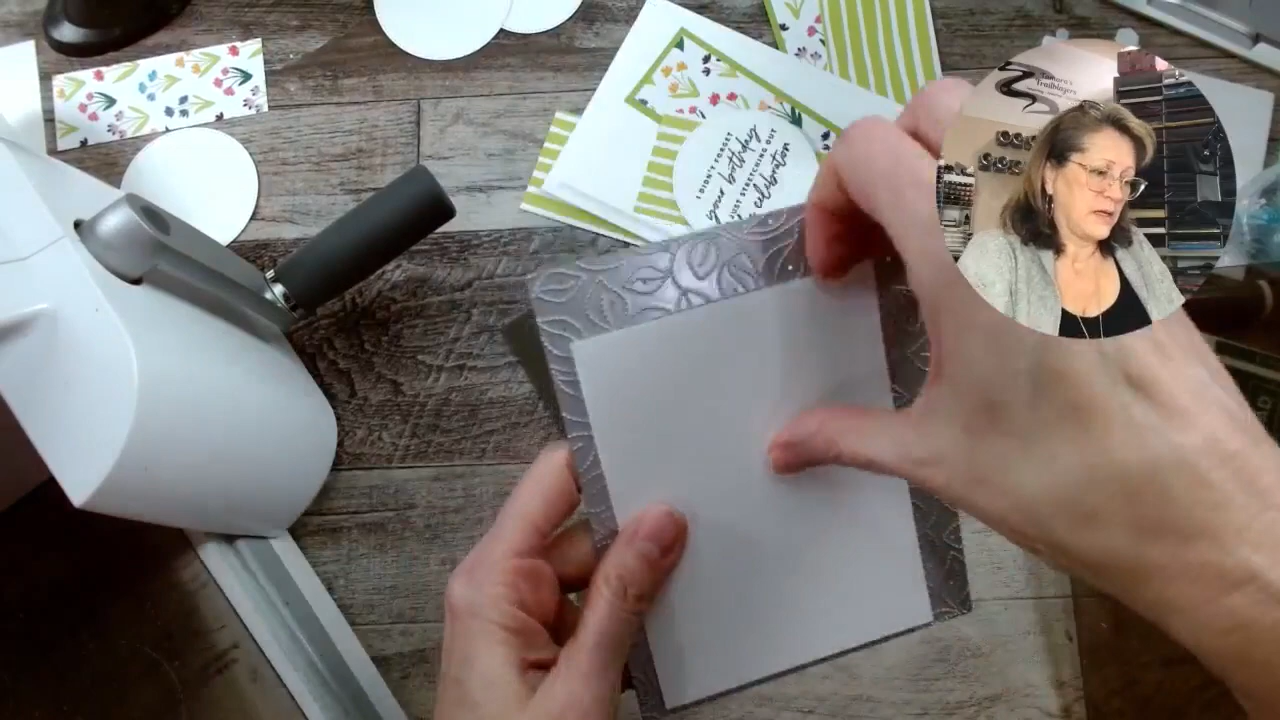 Tamara's
Trailblazers
I DIDN'T FORGET
your birthday
JUST STRETCHING OUT
celebration